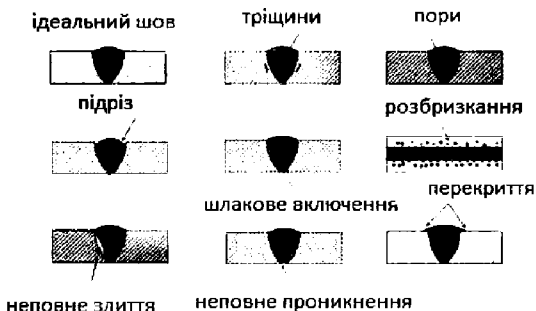 ідеальний шов
тріщини
пори
підріз
розбризкання
шлакове включення
перекриття
неповне злиття
неповне проникнення